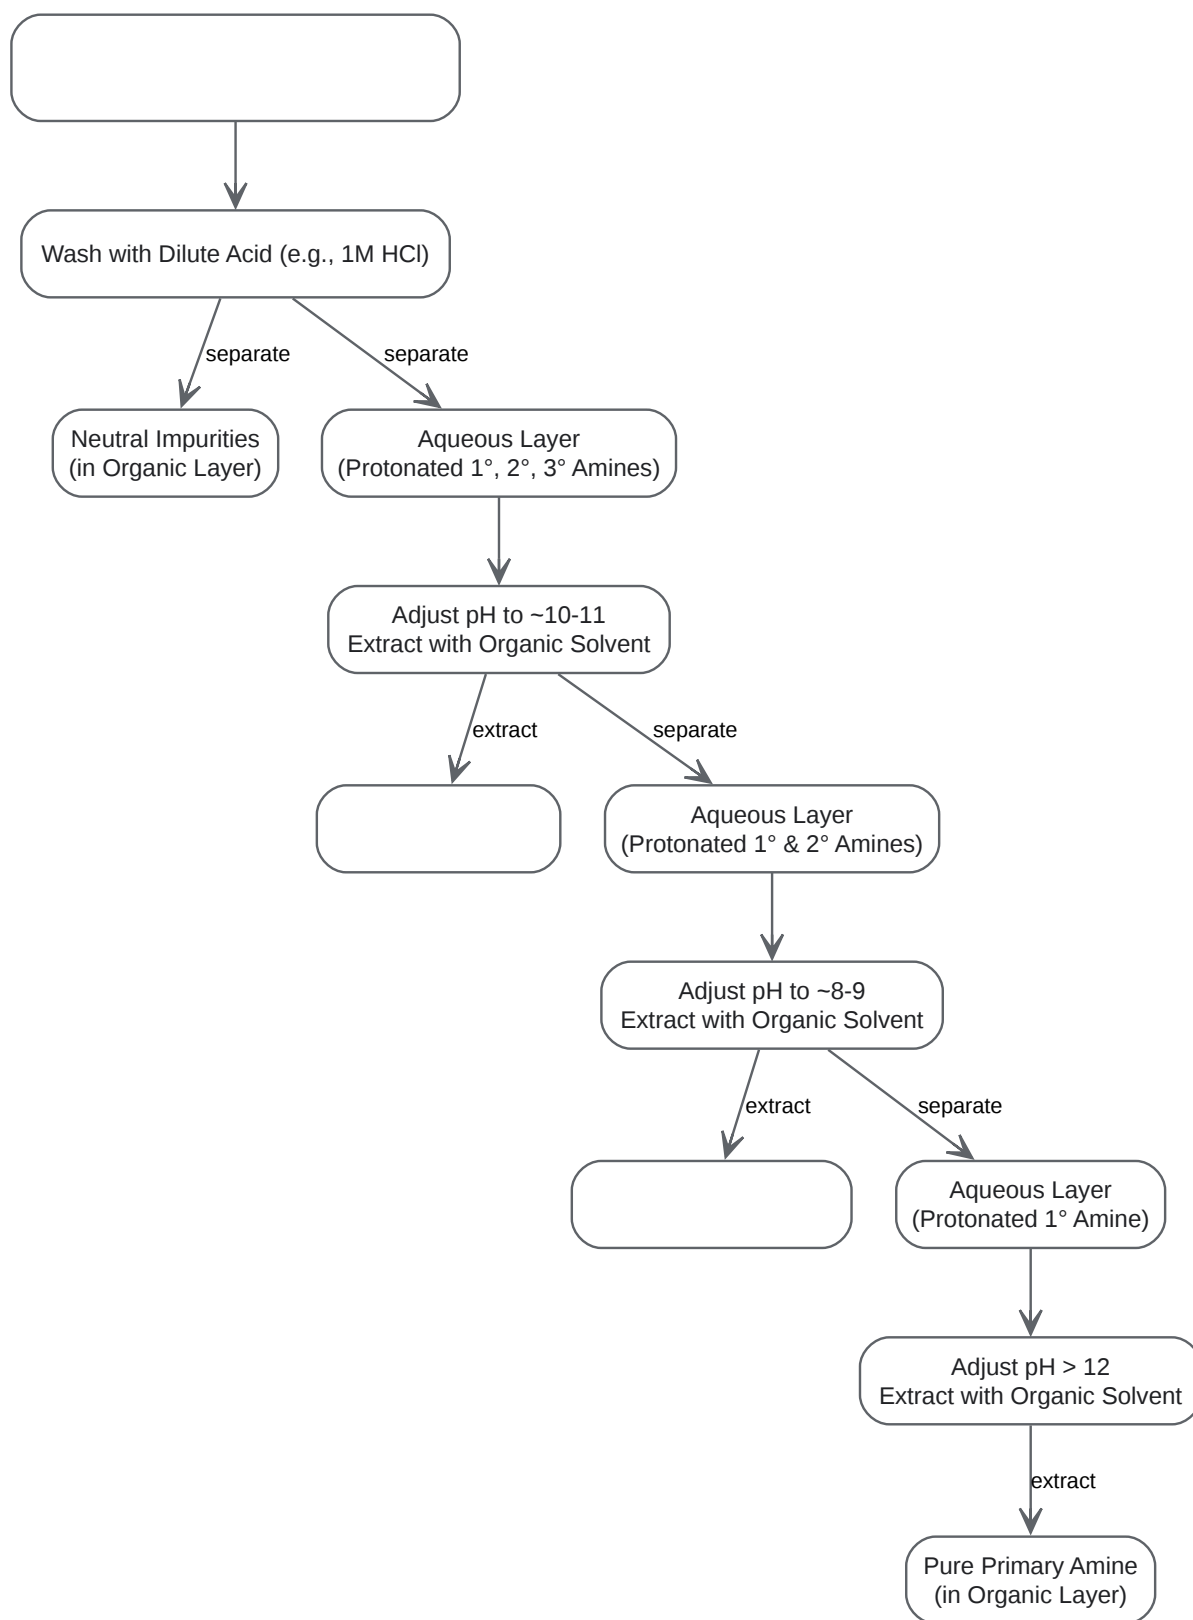 Wash with Dilute Acid (e.g., 1M HCl)
separate
separate
Neutral Impurities
(in Organic Layer)
Aqueous Layer
(Protonated 1°, 2°, 3° Amines)
Adjust pH to ~10-11
Extract with Organic Solvent
extract
separate
Aqueous Layer
(Protonated 1° & 2° Amines)
Adjust pH to ~8-9
Extract with Organic Solvent
extract
separate
Aqueous Layer
(Protonated 1° Amine)
Adjust pH > 12
Extract with Organic Solvent
extract
Pure Primary Amine
(in Organic Layer)